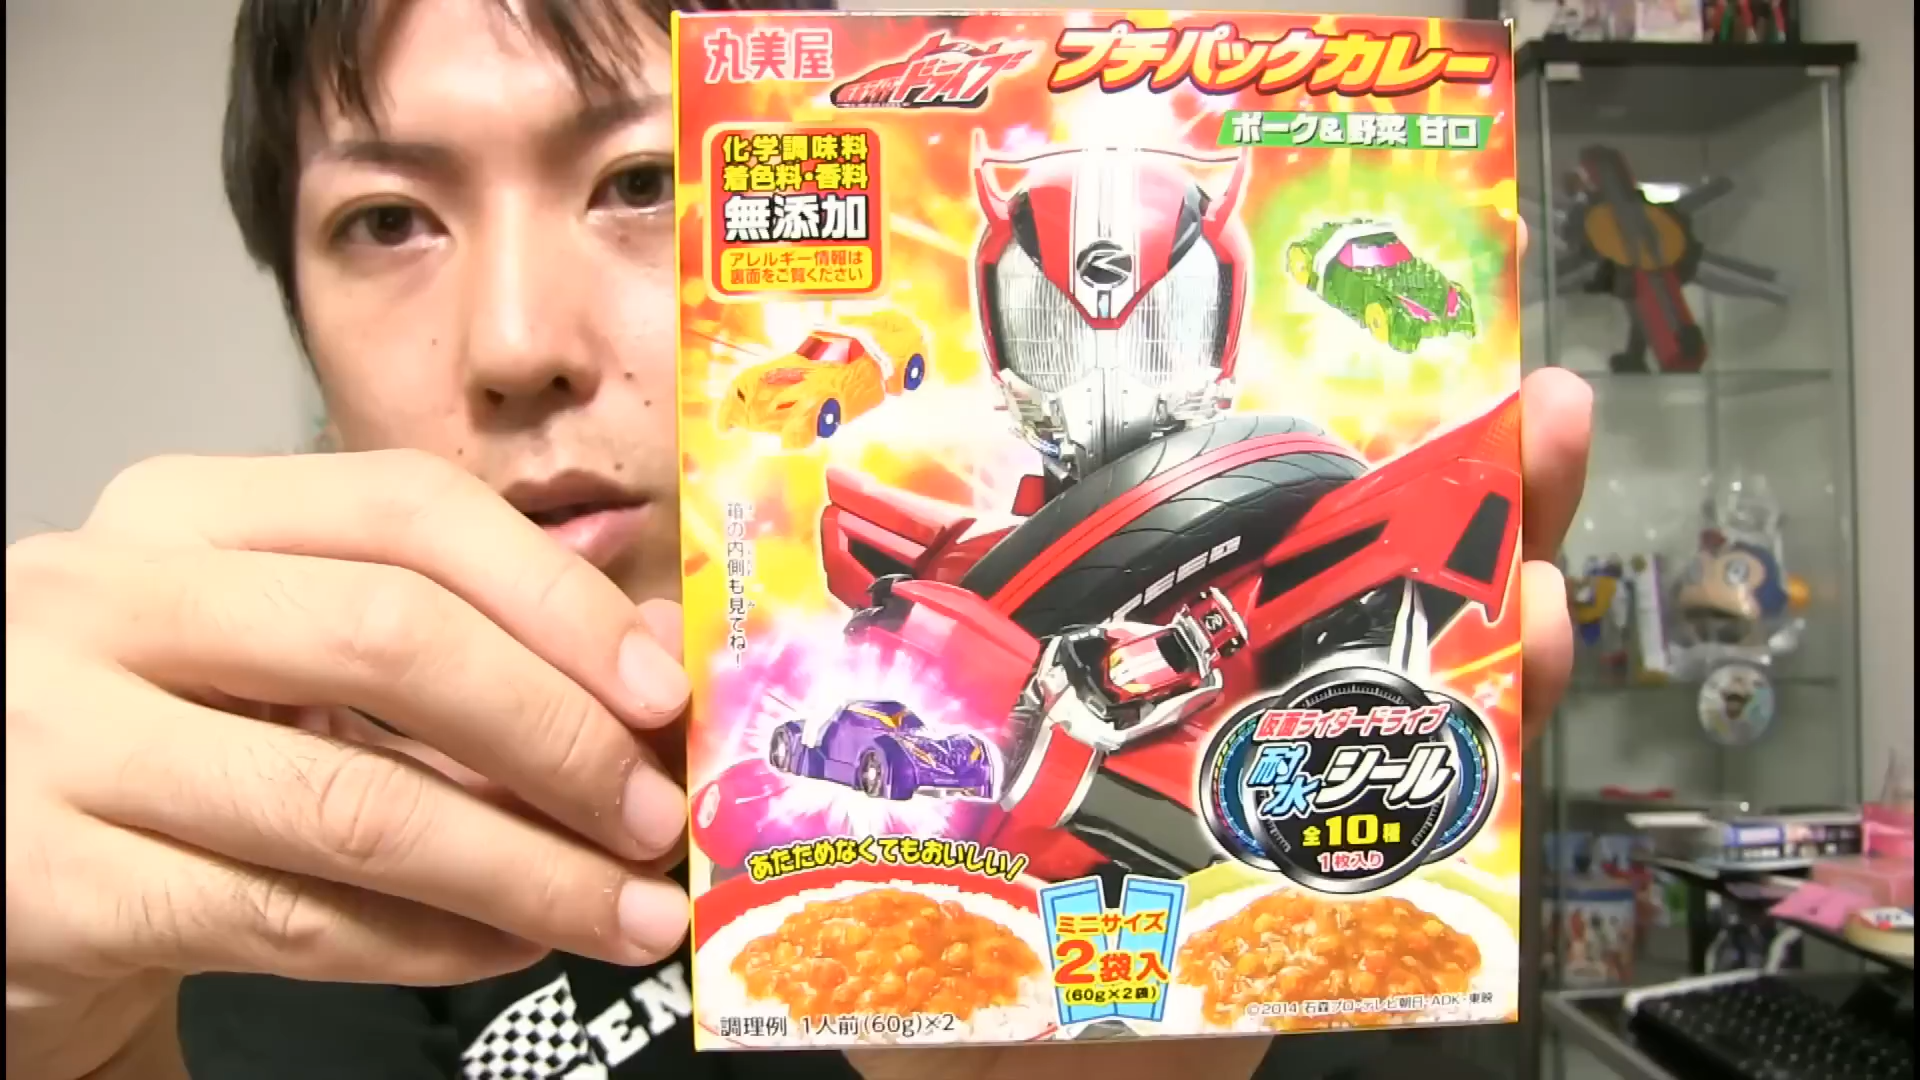 丸美屋
仮面ライダー
ドライブ
プチパックカレー
ポーク&野菜 甘口
化学調味料
着色料・香料
無添加
アレルギー情報は
裏面をご覧ください
箱の内側も見てね!
SPEED
仮面ライダードライブ
耐水シール
全10種
1枚入り
あたためなくてもおいしい!
ミニサイズ
2袋入
(60g×2袋)
調理例 1人前(60g)×2
©2014 石森プロ・テレビ朝日・ADK・東映